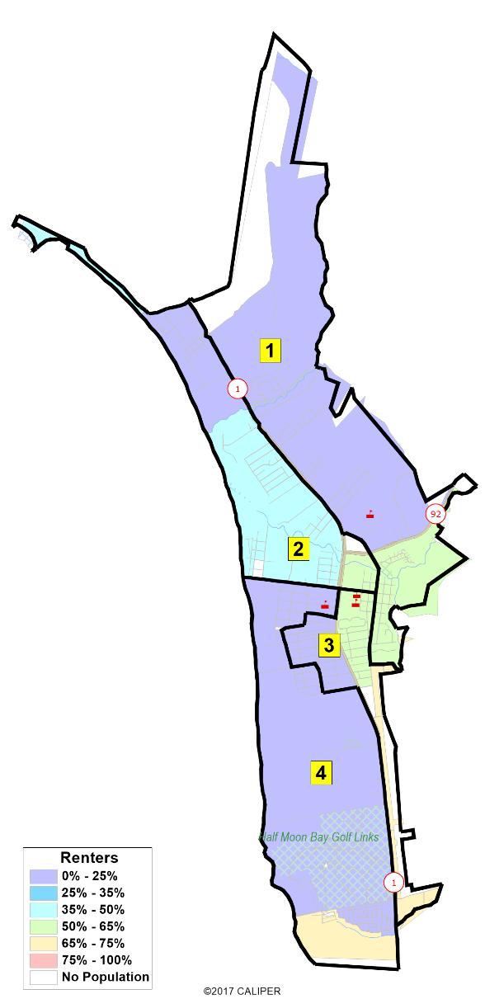 1
1
92
2
3
4
Half Moon Bay Golf Links
1
Renters
0% - 25%
25% - 35%
35% - 50%
50% - 65%
65% - 75%
75% - 100%
No Population
©2017 CALIPER